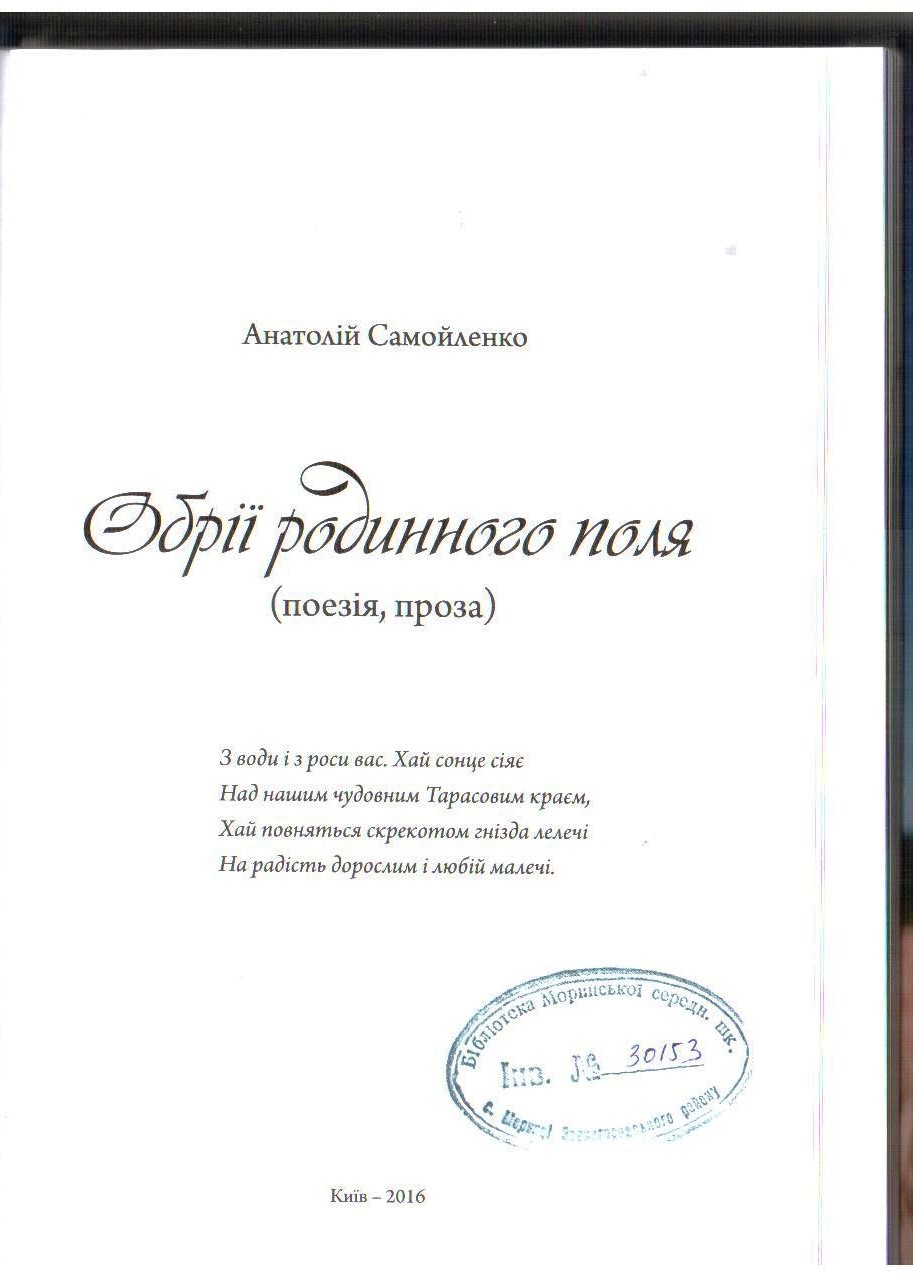 Анатолій Самойленко
Обрії родинного поля
(поезія, проза)
З води і з роси вас. Хай сонце сіяє
Над нашим чудовним Тарасовим краєм,
Хай повняться скрекотом гнізда лелечі
На радість дорослим і любій малечі.
Бібліотека Моринської середн. шк.
Інв. № 30153
с. Моринці Звенигородського району
Київ – 2016